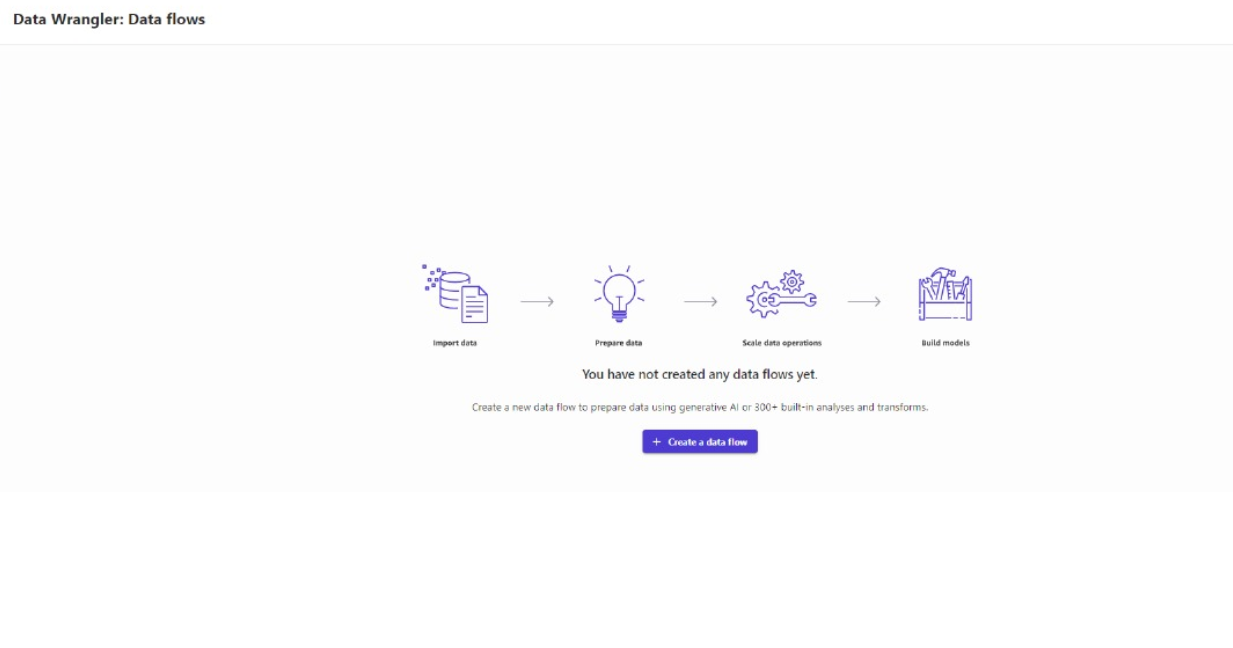 Data Wrangler: Data flows
Import data
Prepare data
Scale data operations
Build models
You have not created any data flows yet.
Create a new data flow to prepare data using generative AI or 300+ built-in analyses and transforms.
+ Create a data flow